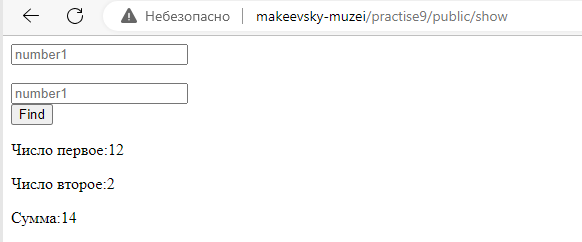 Небезопасно makeevsky-muzei/practise9/public/show
number1
number1
Find
Число первое:12
Число второе:2
Сумма:14